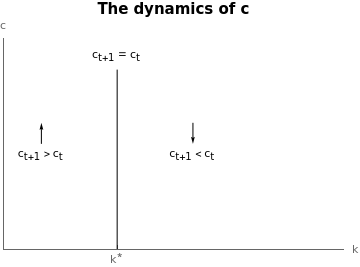 The dynamics of c
c
c_{t+1} = c_t
c_{t+1} > c_t
c_{t+1} < c_t
k
k*